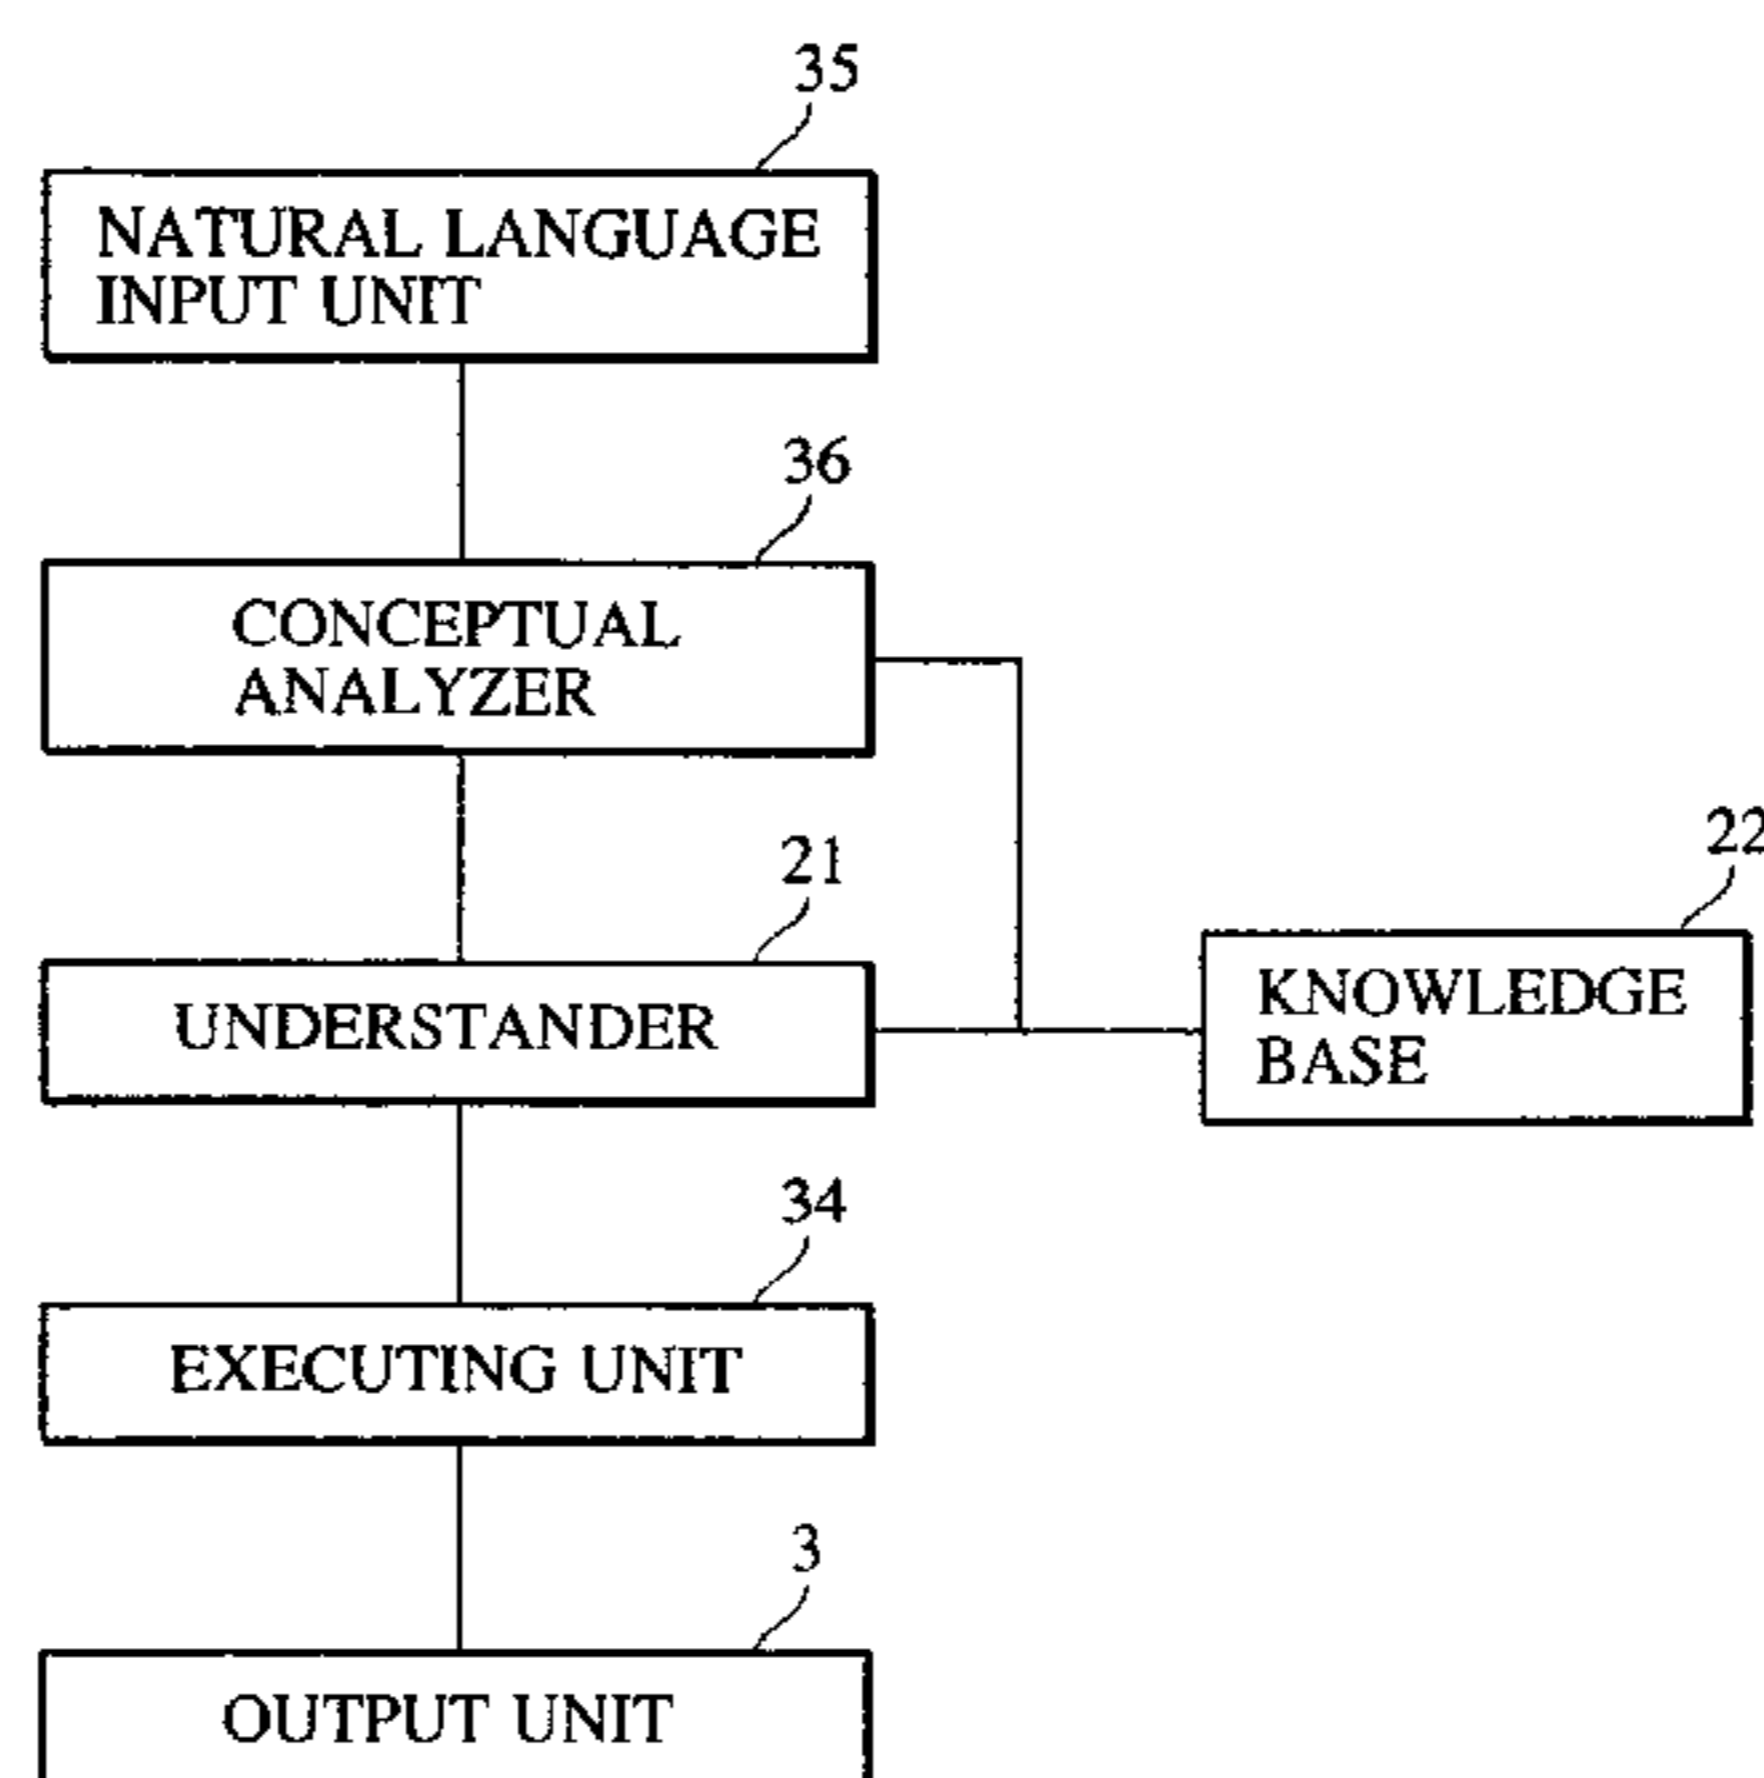 35
NATURAL LANGUAGE
INPUT UNIT
36
CONCEPTUAL
ANALYZER
21
UNDERSTANDER
22
KNOWLEDGE
BASE
34
EXECUTING UNIT
3
OUTPUT UNIT